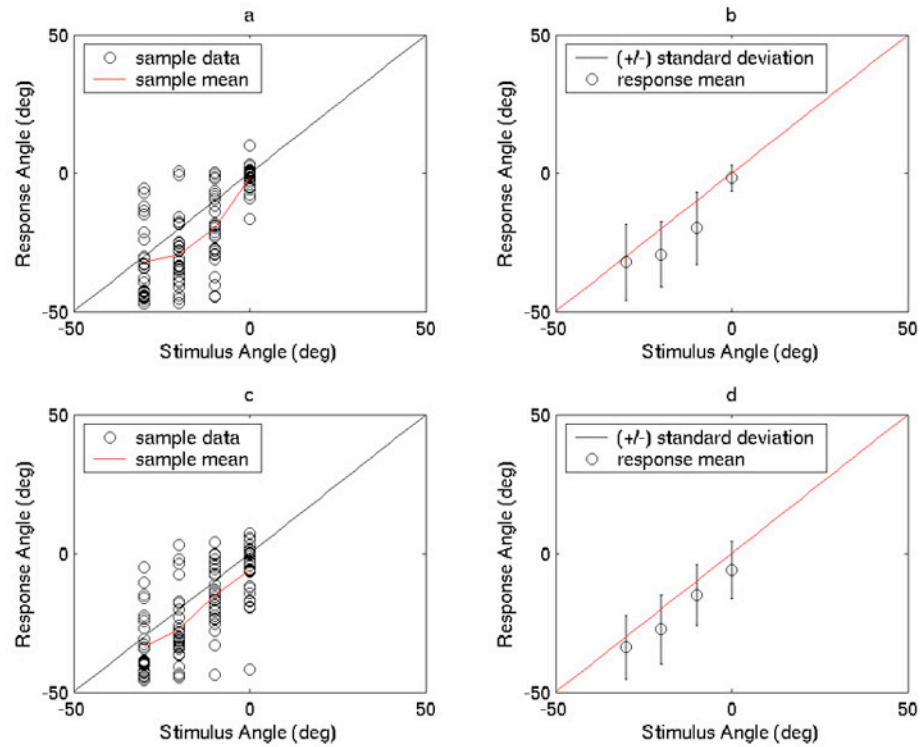 a
50
sample data
sample mean
0
-50
-50
0
50
Response Angle (deg)
Stimulus Angle (deg)
b
50
(+/-) standard deviation
response mean
0
-50
-50
0
50
Response Angle (deg)
Stimulus Angle (deg)
c
50
sample data
sample mean
0
-50
-50
0
50
Response Angle (deg)
Stimulus Angle (deg)
d
50
(+/-) standard deviation
response mean
0
-50
-50
0
50
Response Angle (deg)
Stimulus Angle (deg)